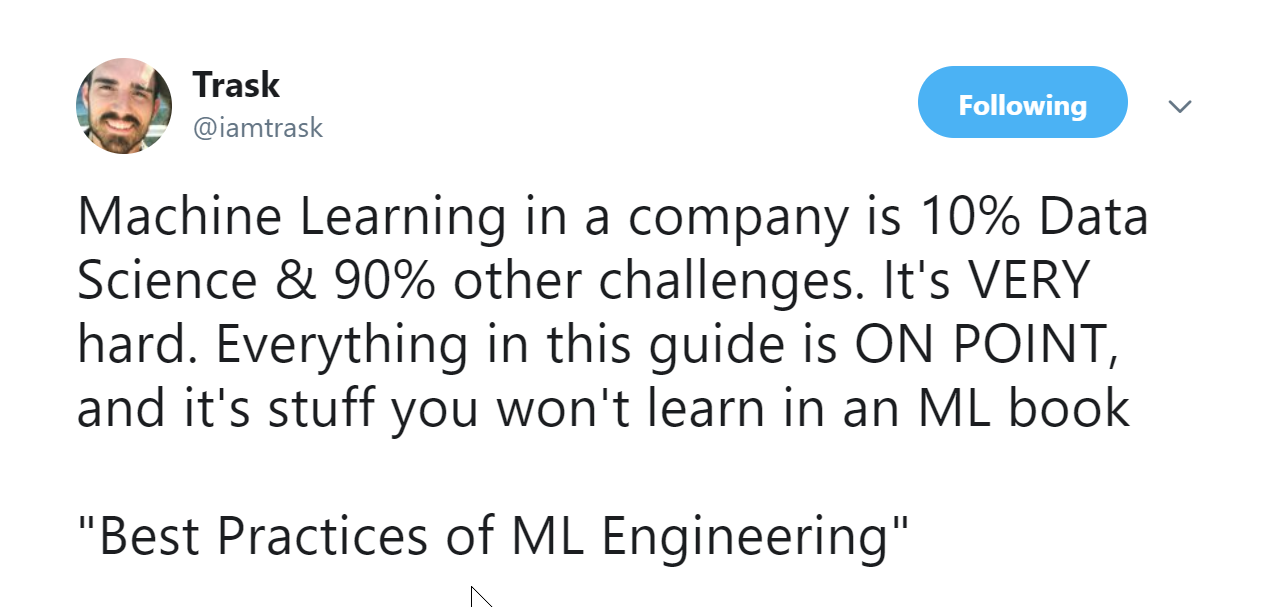 Trask
@iamtrask
Following
Machine Learning in a company is 10% Data
Science & 90% other challenges. It's VERY
hard. Everything in this guide is ON POINT,
and it's stuff you won't learn in an ML book
"Best Practices of ML Engineering"